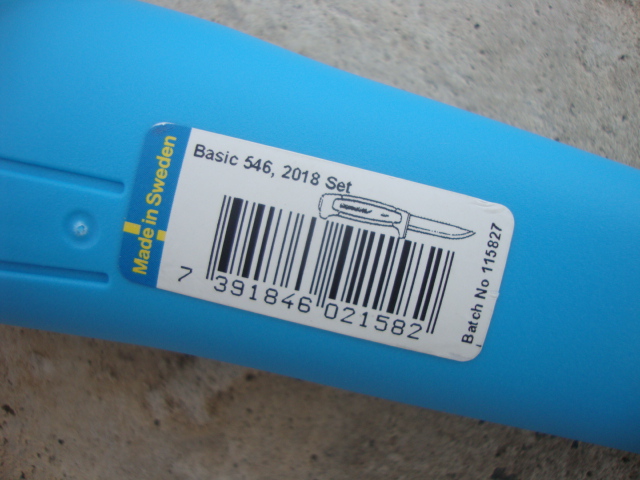 Made in Sweden
Basic 546, 2018 Set
7 391846 021582
Batch No 115827